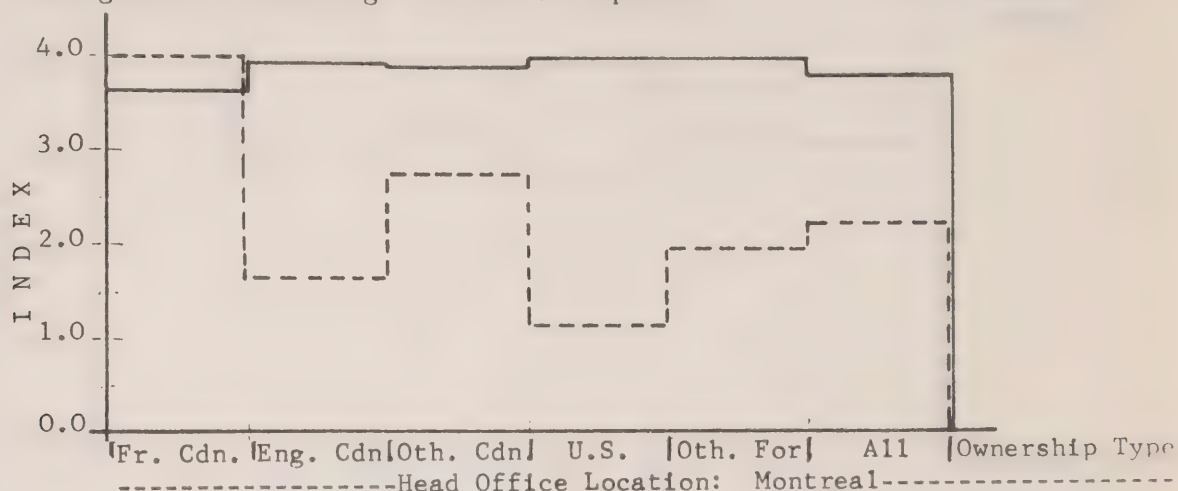 4.0
3.0
2.0
1.0
0.0
INDEX
Fr. Cdn. Eng. Cdn Oth. Cdn U.S. Oth. For All Ownership Type
Head Office Location: Montreal